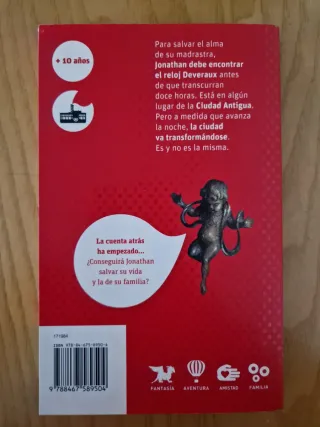 Para salvar el alma
de su madrastra,
Jonathan debe encontrar
el reloj Deveraux antes
de que transcurran
doce horas. Está en algún
lugar de la Ciudad Antigua.
Pero a medida que avanza
la noche, la ciudad
va transformándose.
Es y no es la misma.
+ 10 años
La cuenta atrás
ha empezado...
¿Conseguirá Jonathan
salvar su vida
y la de su familia?
9 788467 589504
FANTASÍA
AVENTURA
AMISTAD
FAMILIA